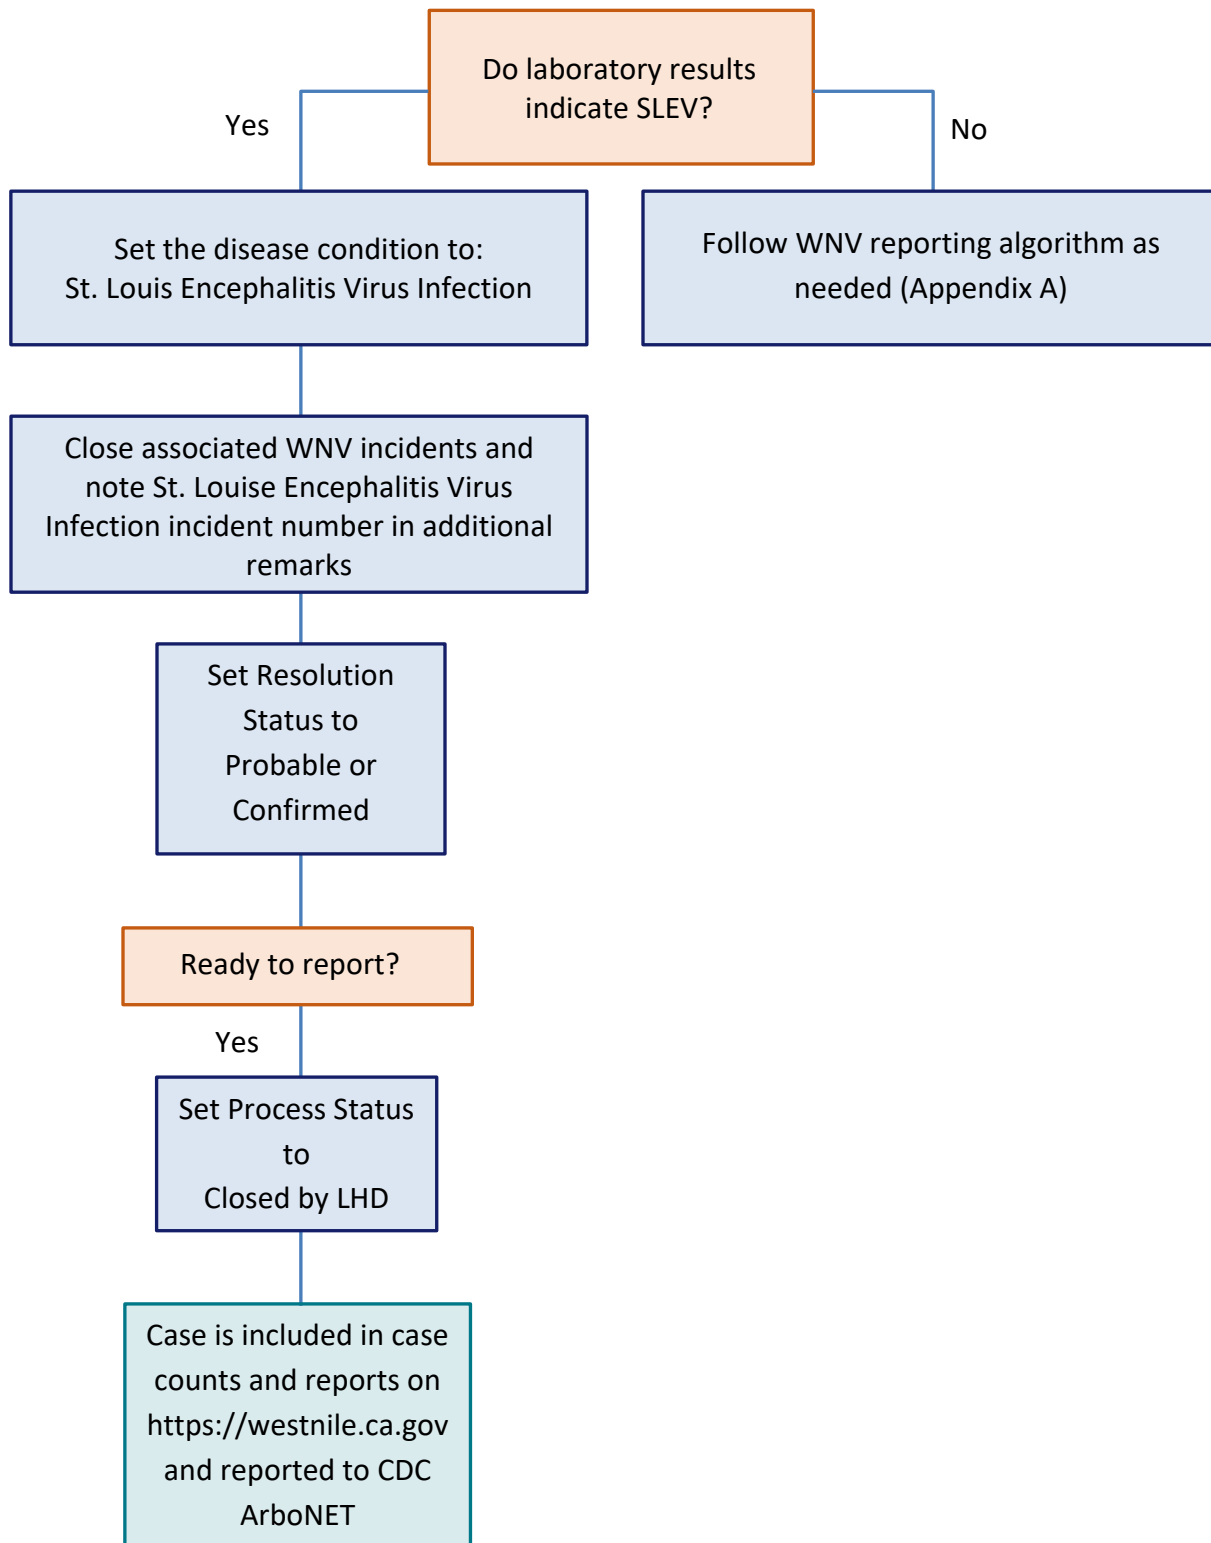 Do laboratory results
indicate SLEV?
Yes
No
Set the disease condition to:
St. Louis Encephalitis Virus Infection
Follow WNV reporting algorithm as
needed (Appendix A)
Close associated WNV incidents and
note St. Louise Encephalitis Virus
Infection incident number in additional
remarks
Set Resolution
Status to
Probable or
Confirmed
Ready to report?
Yes
Set Process Status
to
Closed by LHD
Case is included in case
counts and reports on
https://westnile.ca.gov
and reported to CDC
ArboNET